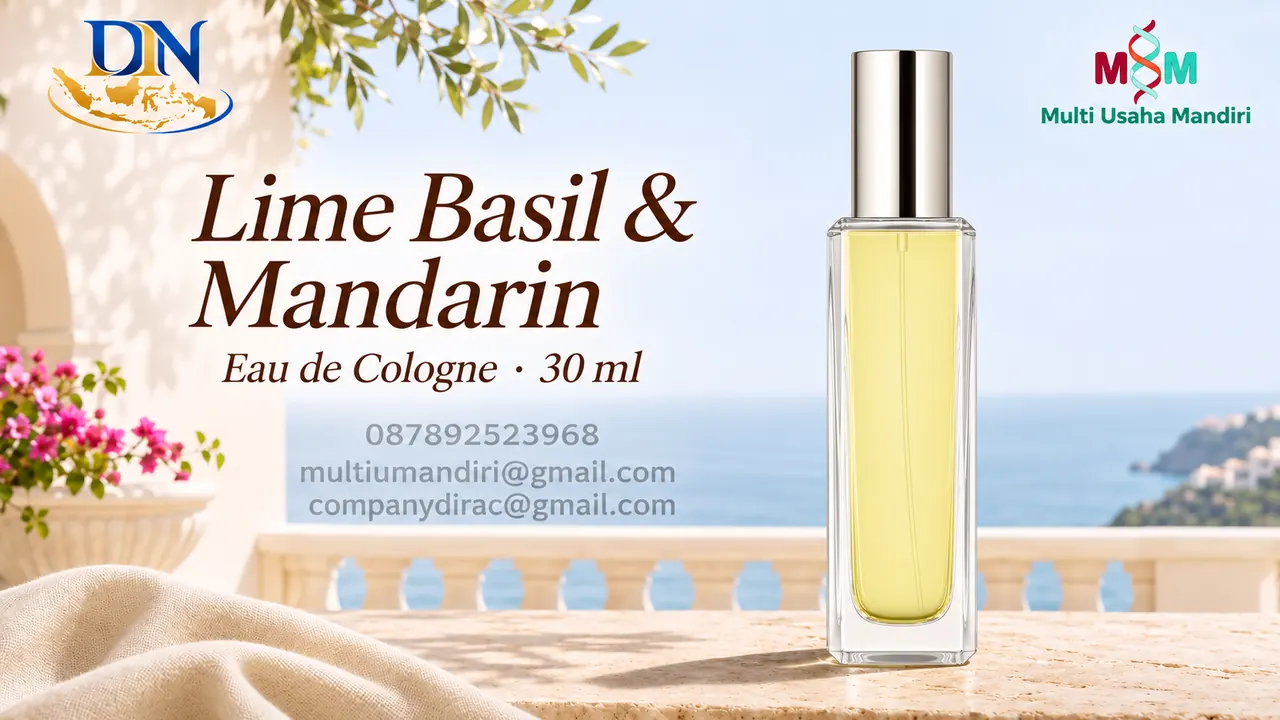 DN
M M
Multi Usaha Mandiri
Lime Basil &
Mandarin
Eau de Cologne · 30 ml
087892523968
multiumandiri@gmail.com
companydirac@gmail.com